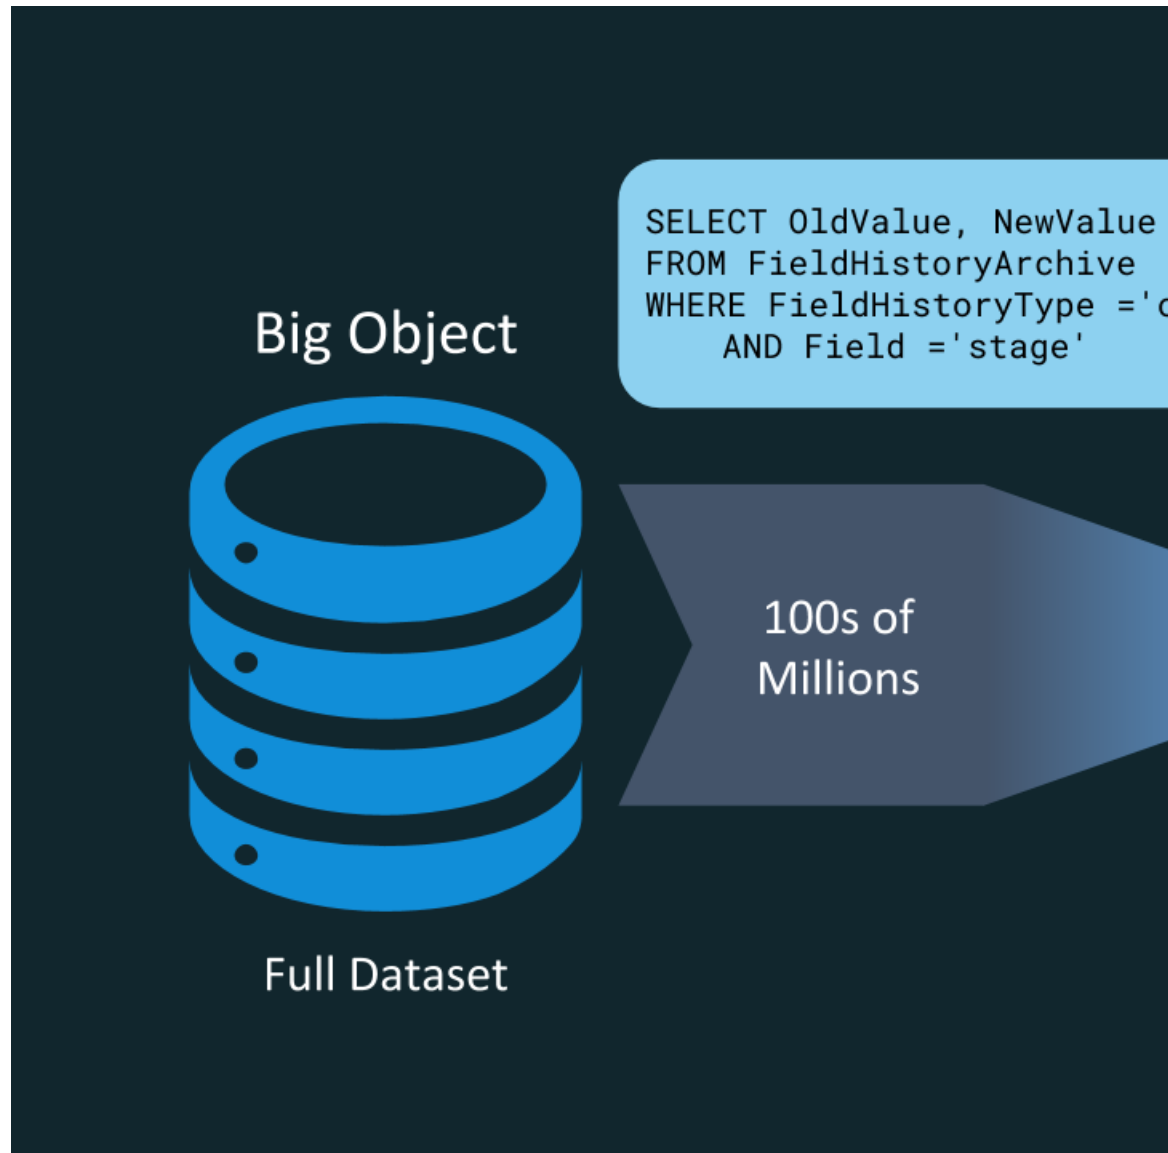 SELECT OldValue, NewValue
FROM FieldHistoryArchive
WHERE FieldHistoryType ='
AND Field ='stage'
Big Object
100s of
Millions
Full Dataset